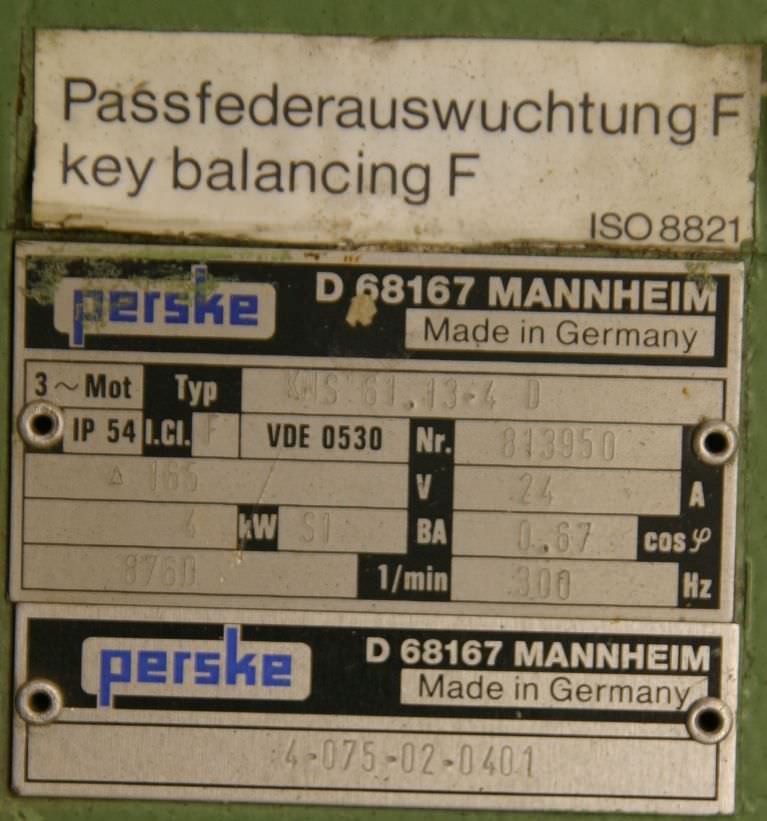 Passfederauswuchtung F
key balancing F
ISO 8821
perske D 68167 MANNHEIM
Made in Germany
3 ~ Mot Typ KNS 61.13-4 D
IP 54 I.Cl. F VDE 0530 Nr. 813950
Δ 165 V 24 A
4 kW S1 BA 0.67 cosφ
8760 1/min 300 Hz
perske D 68167 MANNHEIM
Made in Germany
4-075-02-0401